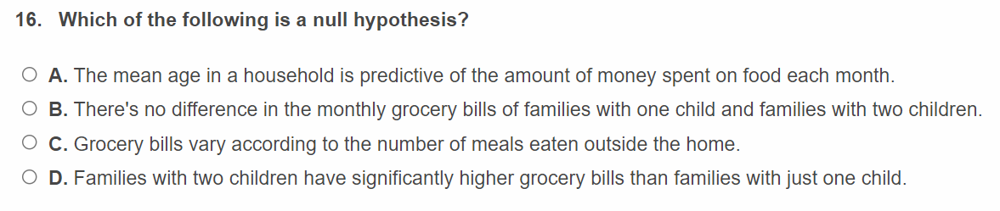 16. Which of the following is a null hypothesis?
A. The mean age in a household is predictive of the amount of money spent on food each month.
B. There's no difference in the monthly grocery bills of families with one child and families with two children.
C. Grocery bills vary according to the number of meals eaten outside the home.
D. Families with two children have significantly higher grocery bills than families with just one child.